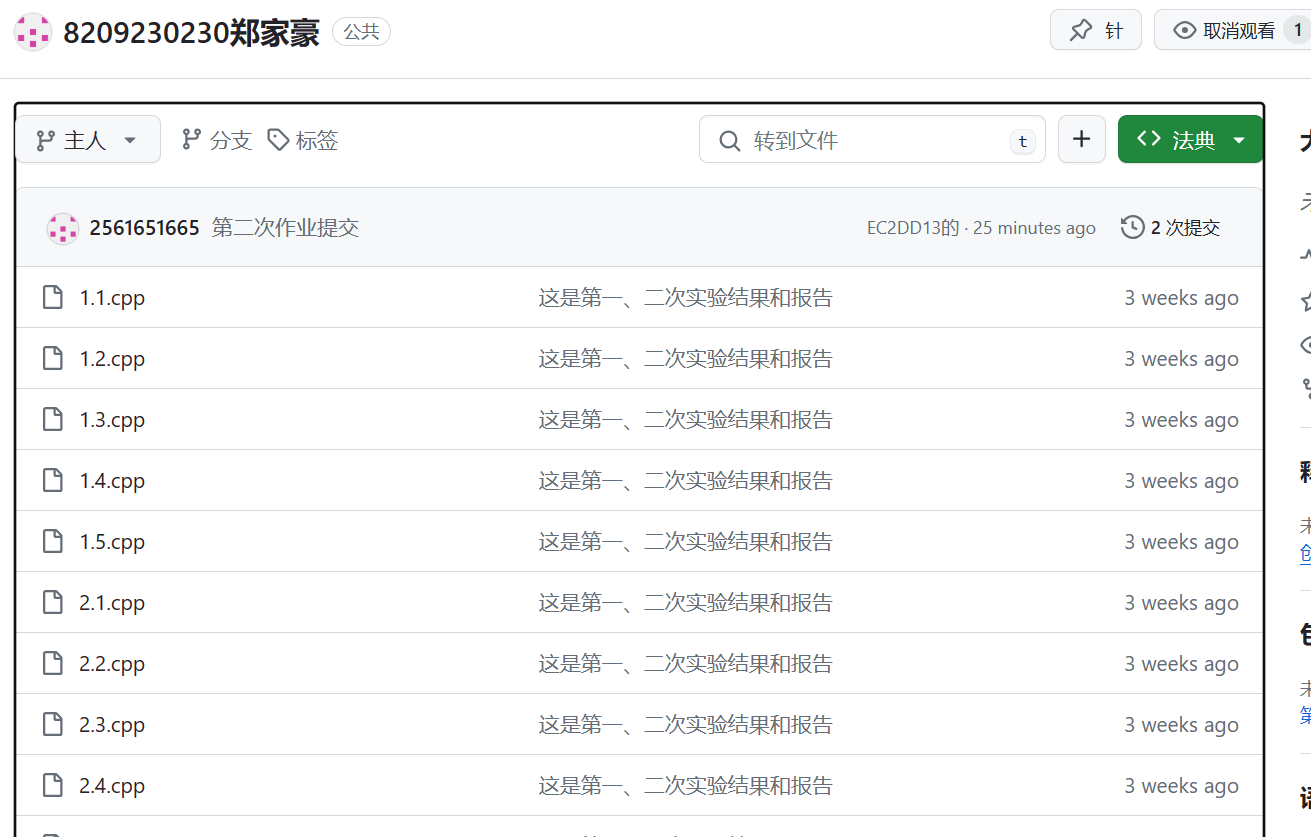 8209230230郑家豪 公共 针 取消观看 1
主人 分支 标签 转到文件 t + 法典
2561651665 第二次作业提交 EC2DD13的 · 25 minutes ago 2 次提交
1.1.cpp 这是第一、二次实验结果和报告 3 weeks ago
1.2.cpp 这是第一、二次实验结果和报告 3 weeks ago
1.3.cpp 这是第一、二次实验结果和报告 3 weeks ago
1.4.cpp 这是第一、二次实验结果和报告 3 weeks ago
1.5.cpp 这是第一、二次实验结果和报告 3 weeks ago
2.1.cpp 这是第一、二次实验结果和报告 3 weeks ago
2.2.cpp 这是第一、二次实验结果和报告 3 weeks ago
2.3.cpp 这是第一、二次实验结果和报告 3 weeks ago
2.4.cpp 这是第一、二次实验结果和报告 3 weeks ago